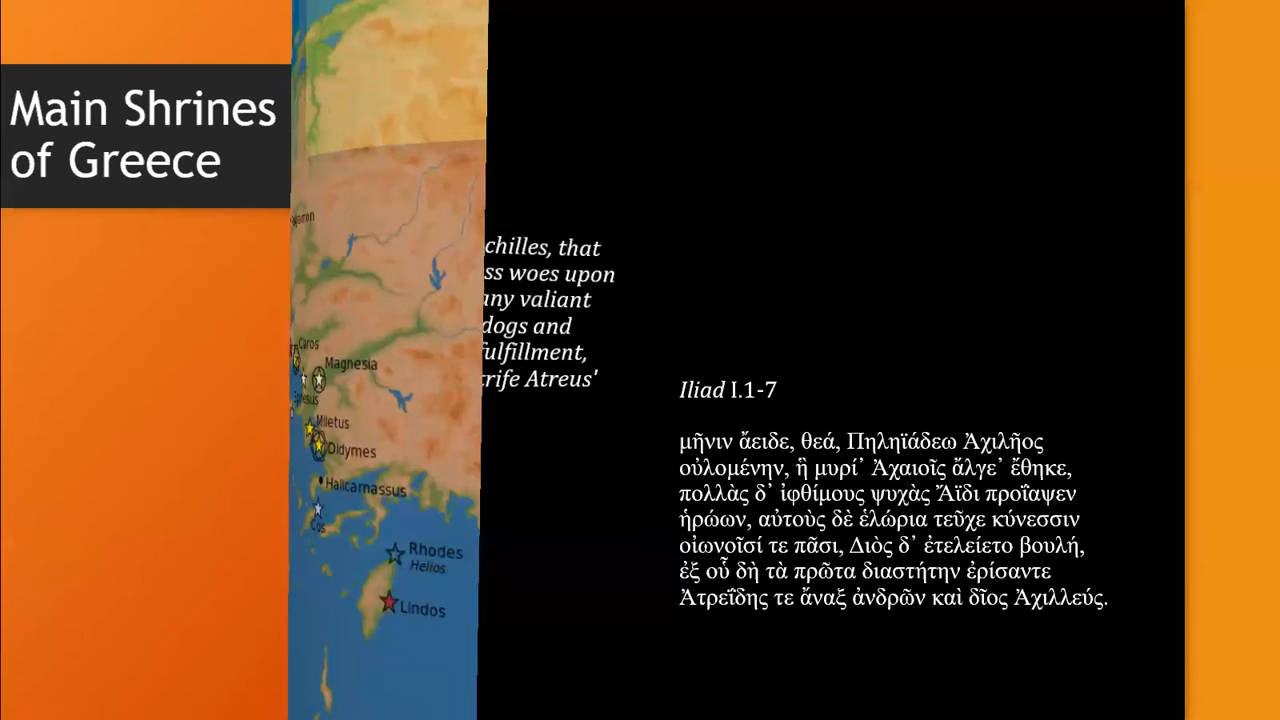 Main Shrines
of Greece
Caros
Magnesia
Ephesus
Miletus
Didymes
Halicarnassus
Cos
Rhodes
Helios
Lindos
chilles, that
ss woes upon
any valiant
dogs and
fulfillment,
trife Atreus'
Iliad I.1-7
μῆνιν ἄειδε, θεά, Πηληϊάδεω Ἀχιλῆος
οὐλομένην, ἣ μυρί᾽ Ἀχαιοῖς ἄλγε᾽ ἔθηκε,
πολλὰς δ᾽ ἰφθίμους ψυχὰς Ἄϊδι προΐαψεν
ἡρώων, αὐτοὺς δὲ ἑλώρια τεῦχε κύνεσσιν
οἰωνοῖσί τε πᾶσι, Διὸς δ᾽ ἐτελείετο βουλή,
ἐξ οὗ δὴ τὰ πρῶτα διαστήτην ἐρίσαντε
Ἀτρεΐδης τε ἄναξ ἀνδρῶν καὶ δῖος Ἀχιλλεύς.